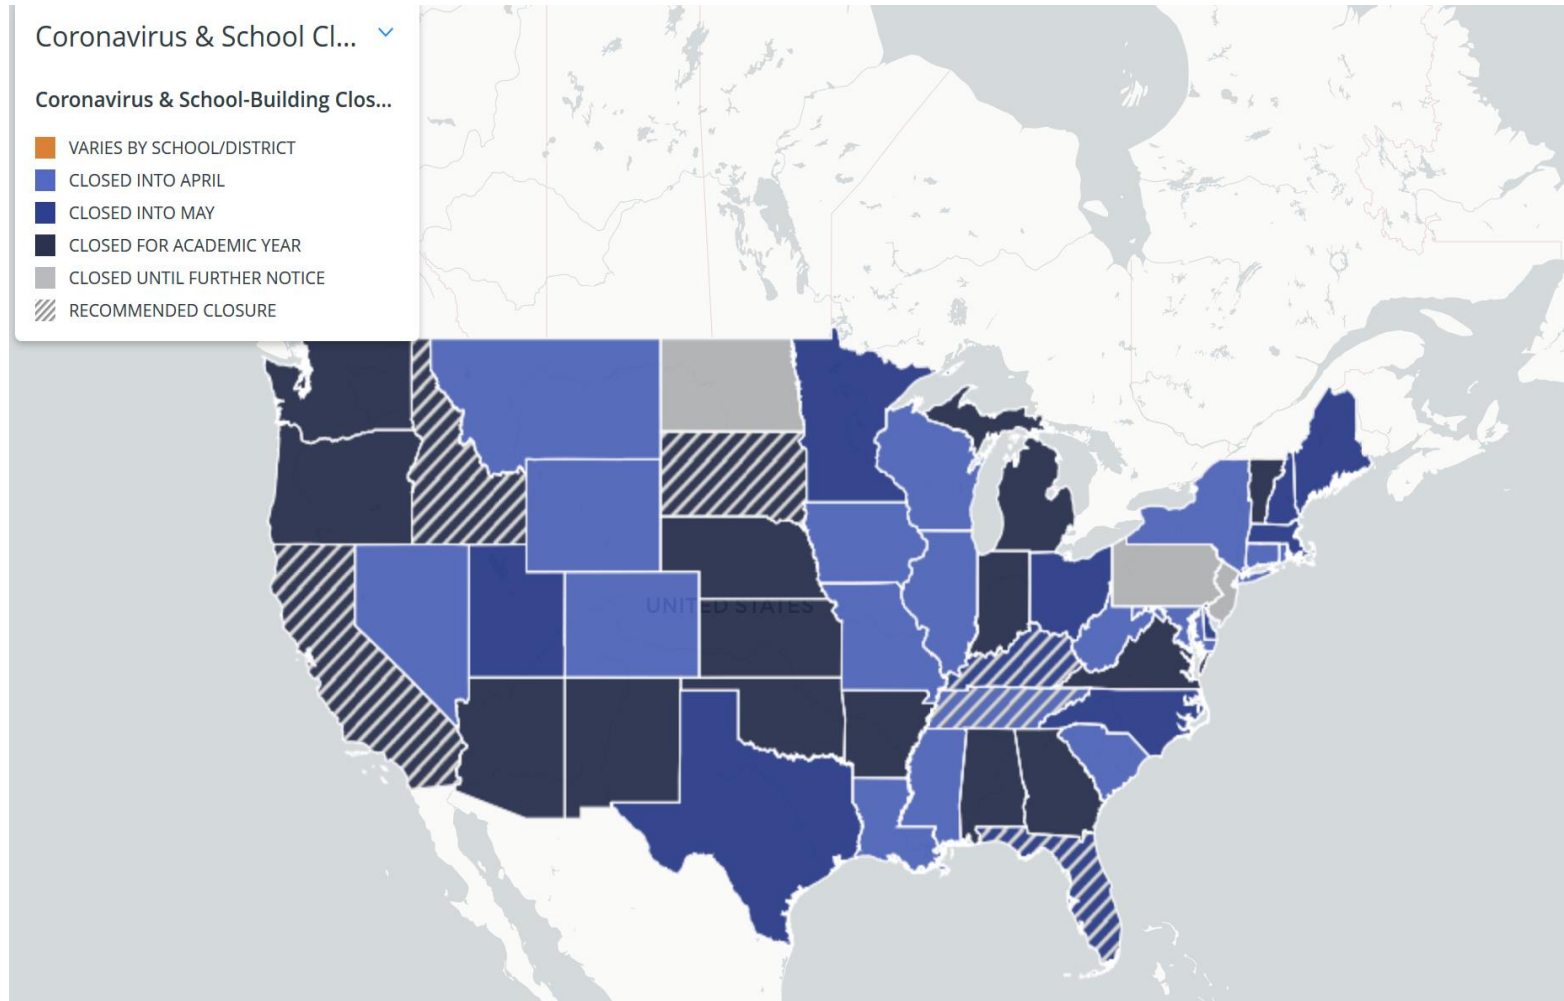 Coronavirus & School Cl...
Coronavirus & School-Building Clos...
VARIES BY SCHOOL/DISTRICT
CLOSED INTO APRIL
CLOSED INTO MAY
CLOSED FOR ACADEMIC YEAR
CLOSED UNTIL FURTHER NOTICE
RECOMMENDED CLOSURE
UNITED STATES